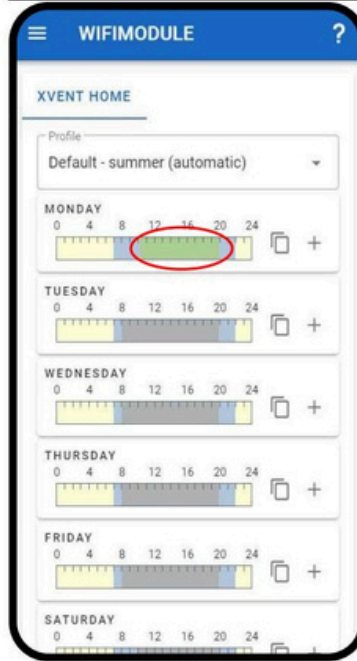 WIFIMODULE ?
XVENT HOME
Profile
Default - summer (automatic)
MONDAY
0 4 8 12 16 20 24
TUESDAY
0 4 8 12 16 20 24
WEDNESDAY
0 4 8 12 16 20 24
THURSDAY
0 4 8 12 16 20 24
FRIDAY
0 4 8 12 16 20 24
SATURDAY
0 4 8 12 16 20 24